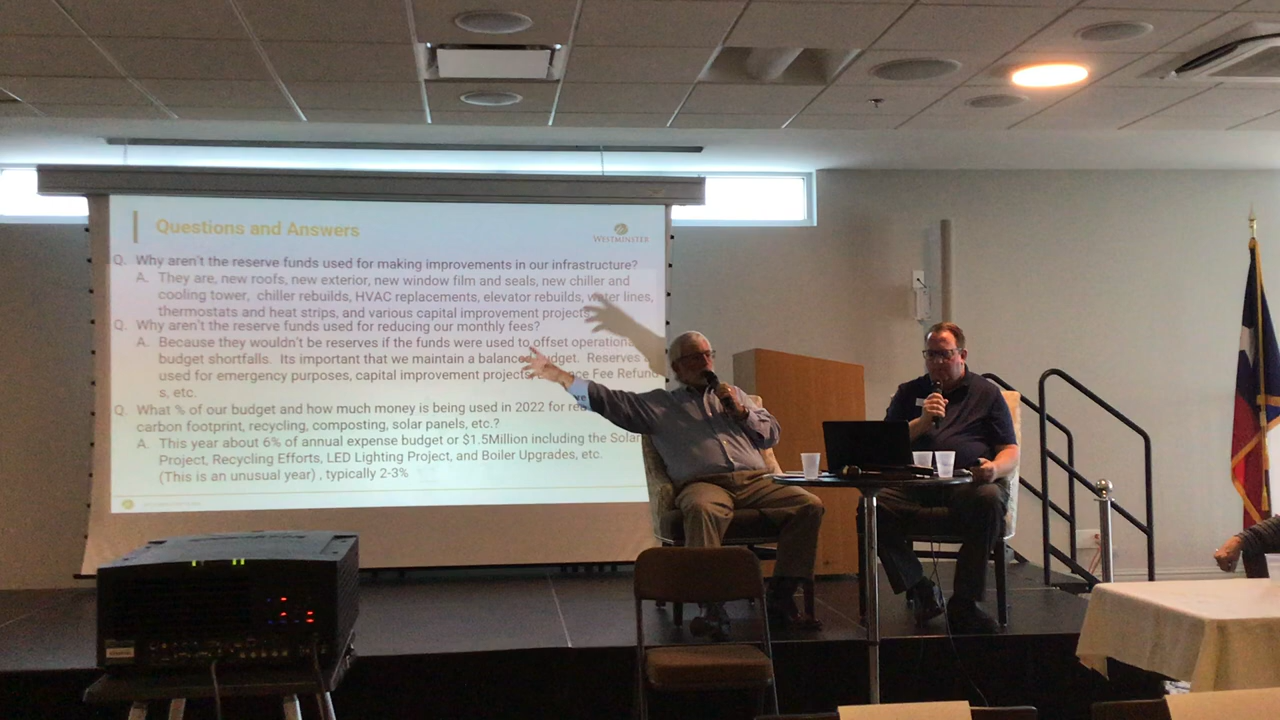 Questions and Answers
WESTMINSTER
Q. Why aren't the reserve funds used for making improvements in our infrastructure?
A. They are, new roofs, new exterior, new window film and seals, new chiller and
cooling tower, chiller rebuilds, HVAC replacements, elevator rebuilds, water lines,
thermostats and heat strips, and various capital improvement projects
Q. Why aren't the reserve funds used for reducing our monthly fees?
A. Because they wouldn't be reserves if the funds were used to offset operational
budget shortfalls. Its important that we maintain a balanced budget. Reserves
used for emergency purposes, capital improvement projects, Fee Refund
s, etc.
Q. What % of our budget and how much money is being used in 2022 for
carbon footprint, recycling, composting, solar panels, etc.?
A. This year about 6% of annual expense budget or $1.5Million including the Solar
Project, Recycling Efforts, LED Lighting Project, and Boiler Upgrades, etc.
(This is an unusual year) , typically 2-3%